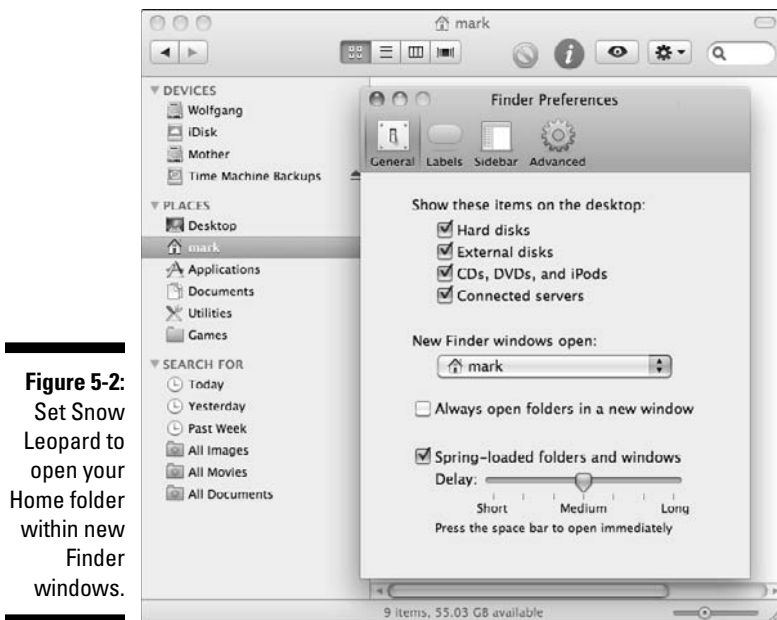 mark
DEVICES
Wolfgang
iDisk
Mother
Time Machine Backups
PLACES
Desktop
mark
Applications
Documents
Utilities
Games
SEARCH FOR
Today
Yesterday
Past Week
All Images
All Movies
All Documents
Finder Preferences
General Labels Sidebar Advanced
Show these items on the desktop:
Hard disks
External disks
CDs, DVDs, and iPods
Connected servers
New Finder windows open:
mark
Always open folders in a new window
Spring-loaded folders and windows
Delay:
Short Medium Long
Press the space bar to open immediately
9 items, 55.03 GB available
Figure 5-2:
Set Snow
Leopard to
open your
Home folder
within new
Finder
windows.